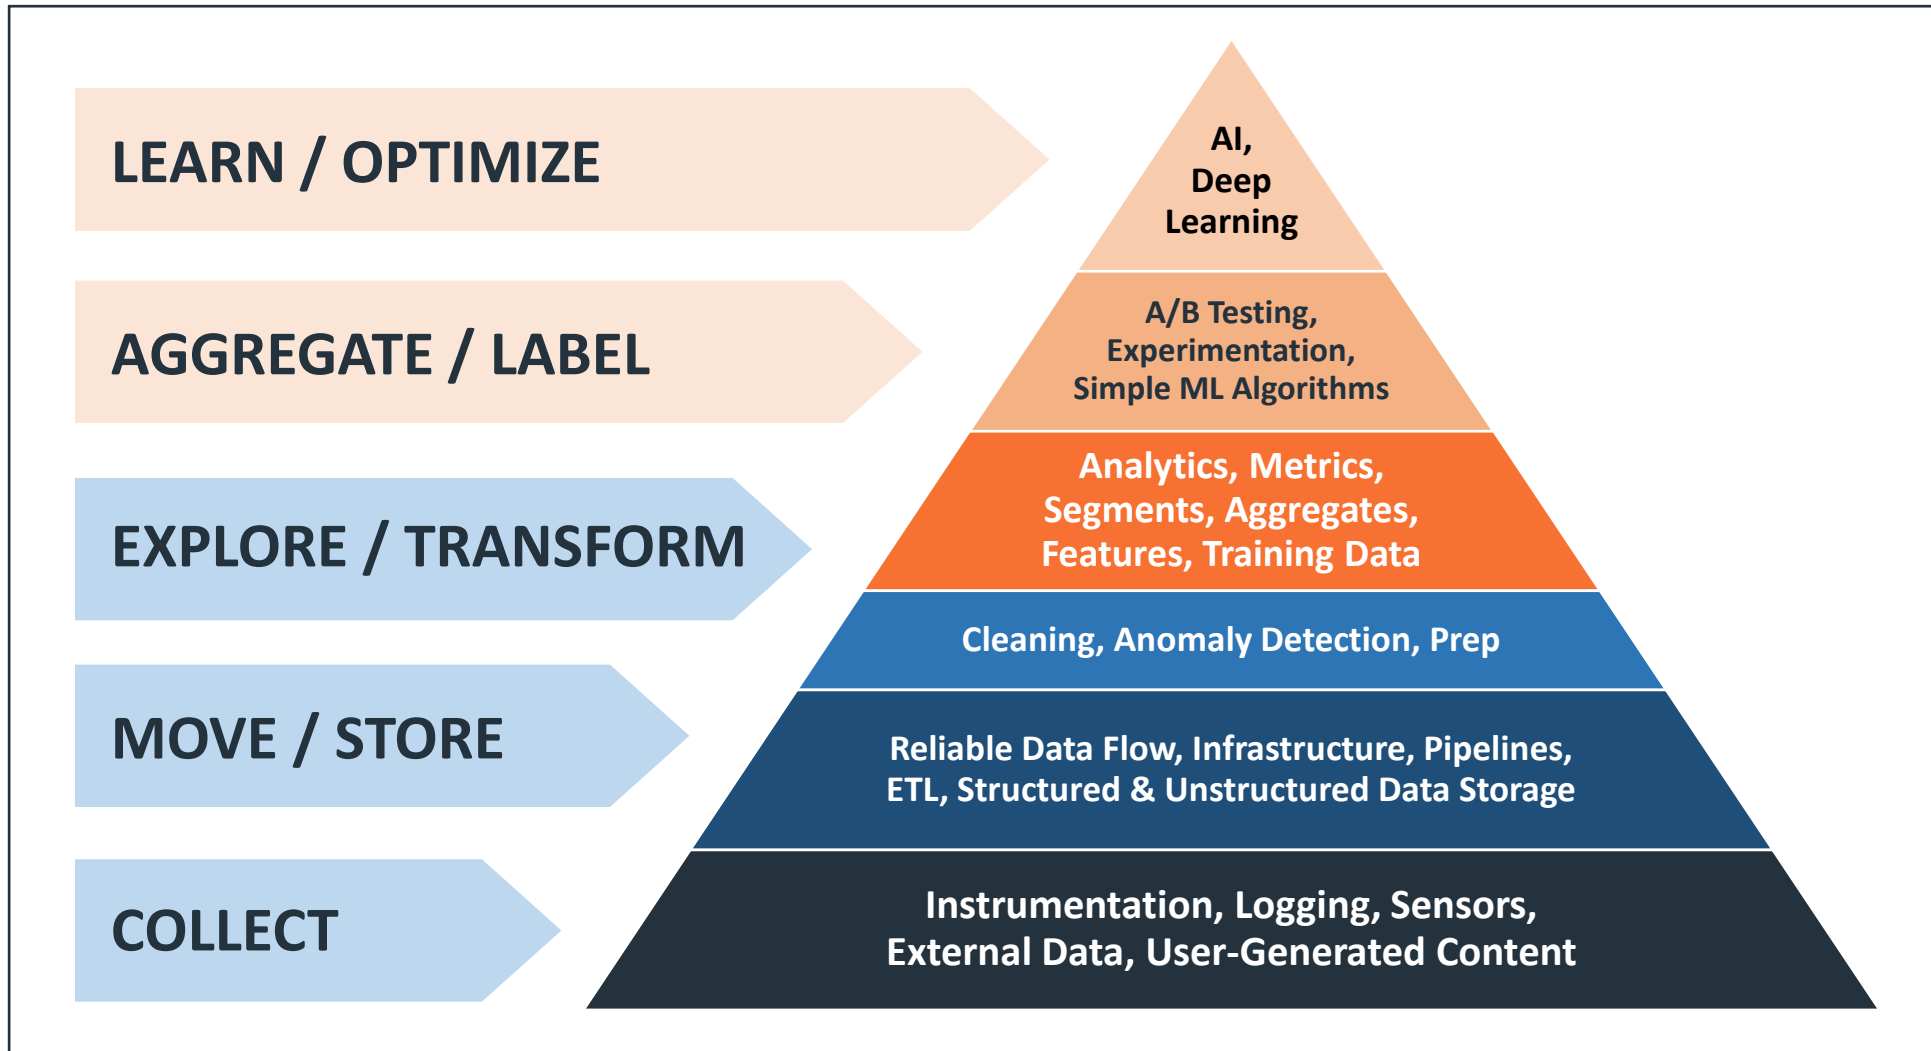 LEARN / OPTIMIZE
AI,
Deep
Learning
AGGREGATE / LABEL
A/B Testing,
Experimentation,
Simple ML Algorithms
EXPLORE / TRANSFORM
Analytics, Metrics,
Segments, Aggregates,
Features, Training Data
Cleaning, Anomaly Detection, Prep
MOVE / STORE
Reliable Data Flow, Infrastructure, Pipelines,
ETL, Structured & Unstructured Data Storage
COLLECT
Instrumentation, Logging, Sensors,
External Data, User-Generated Content